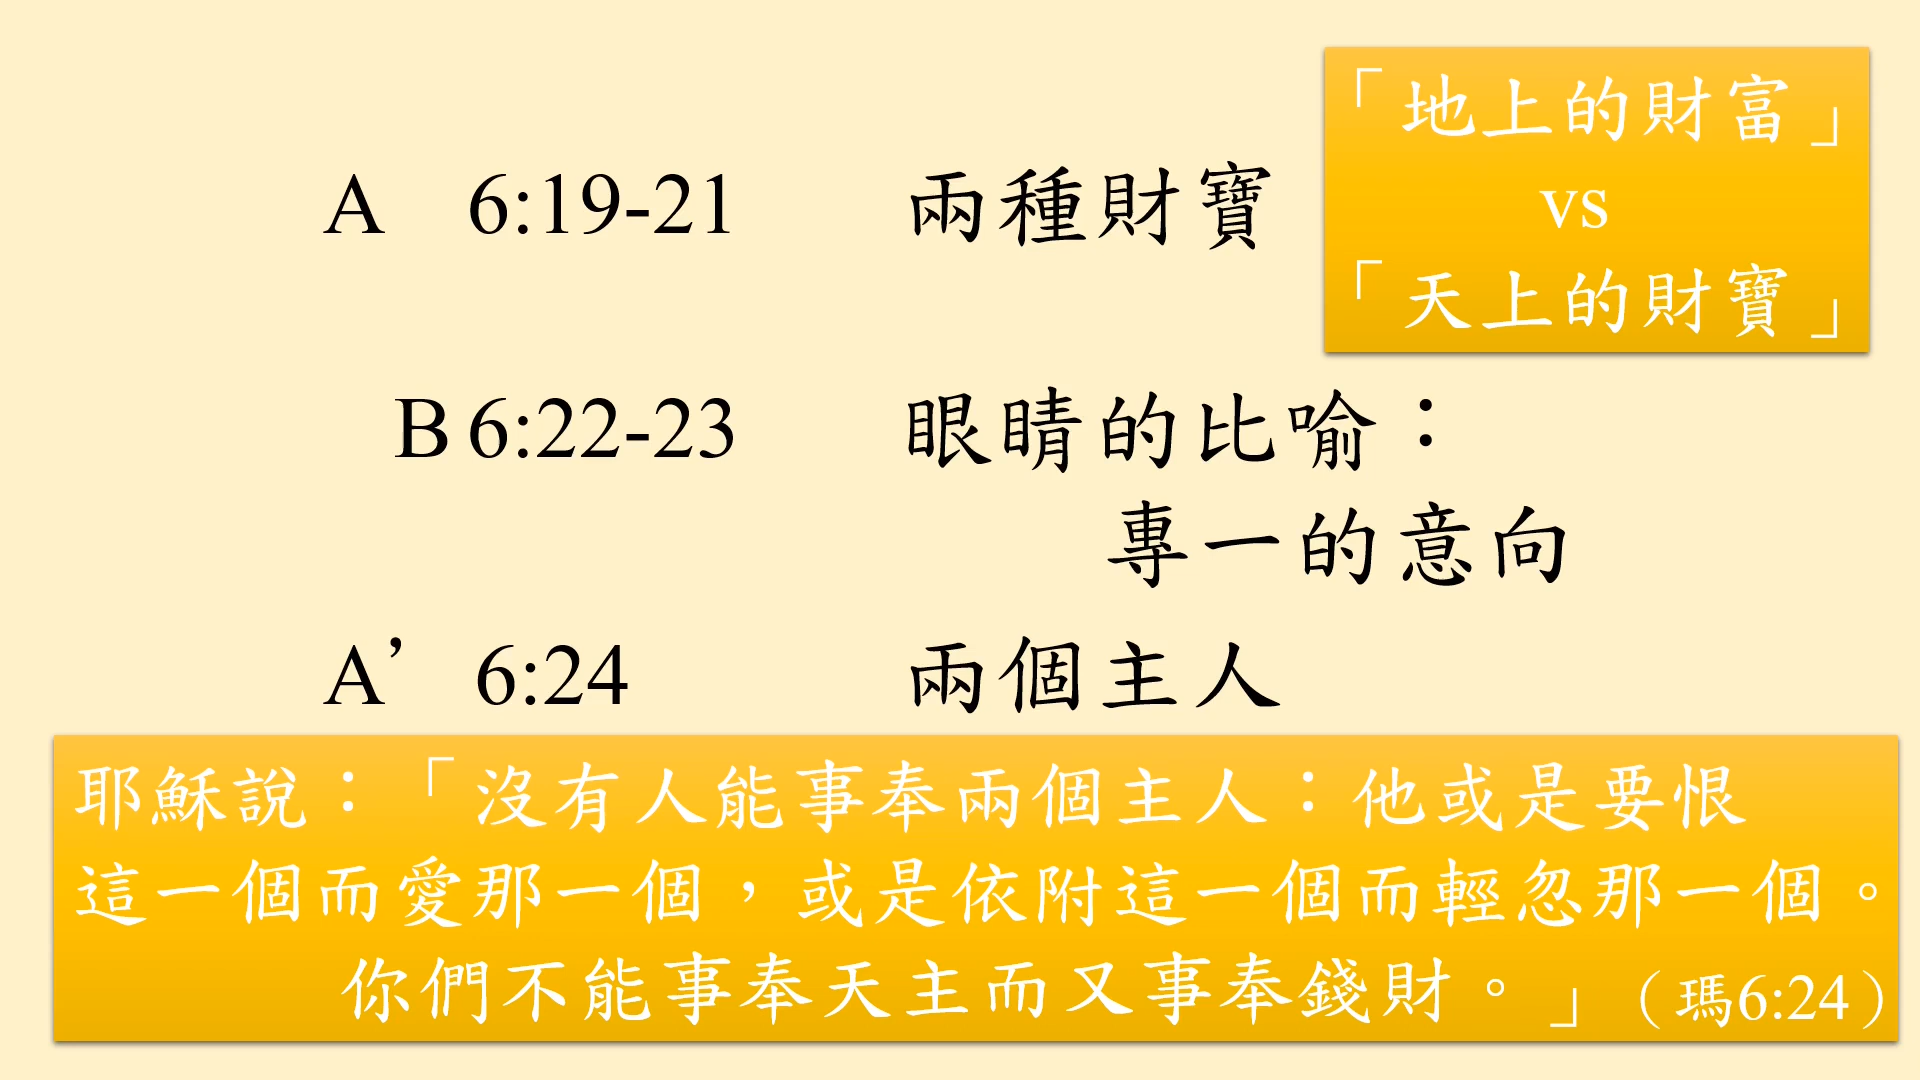 「地上的財富」
vs
「天上的財寶」
A 6:19-21 兩種財寶
B 6:22-23 眼睛的比喻：
專一的意向
A’ 6:24 兩個主人
耶穌說：「沒有人能事奉兩個主人：他或是要恨
這一個而愛那一個，或是依附這一個而輕忽那一個。
你們不能事奉天主而又事奉錢財。」（瑪6:24）